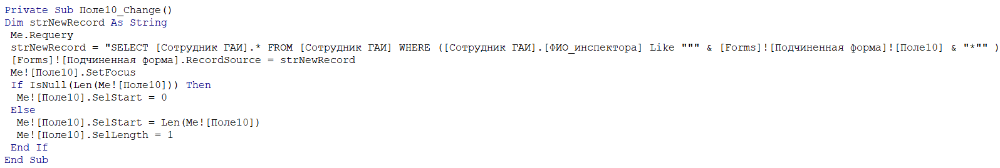 Private Sub Поле10_Change()
Dim strNewRecord As String
Me.Requery
strNewRecord = "SELECT [Сотрудник ГАИ].* FROM [Сотрудник ГАИ] WHERE ([Сотрудник ГАИ].[ФИО_инспектора] Like """ & [Forms]![Подчиненная форма]![Поле10] & "*"" )
[Forms]![Подчиненная форма].RecordSource = strNewRecord
Me![Поле10].SetFocus
If IsNull(Len(Me![Поле10])) Then
Me![Поле10].SelStart = 0
Else
Me![Поле10].SelStart = Len(Me![Поле10])
Me![Поле10].SelLength = 1
End If
End Sub